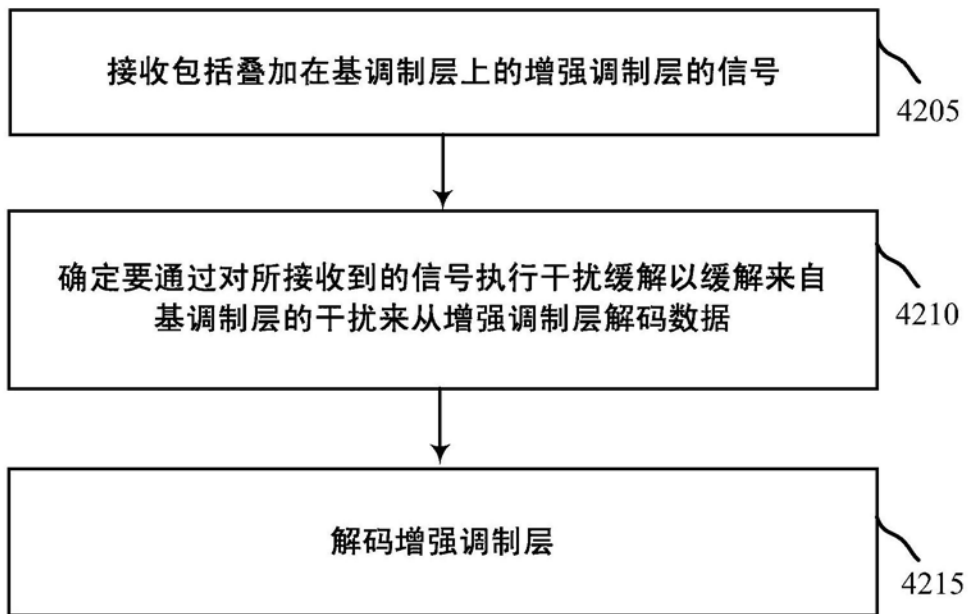 接收包括叠加在基调制层上的增强调制层的信号
4205
确定要通过对所接收到的信号执行干扰缓解以缓解来自
基调制层的干扰来从增强调制层解码数据
4210
解码增强调制层
4215